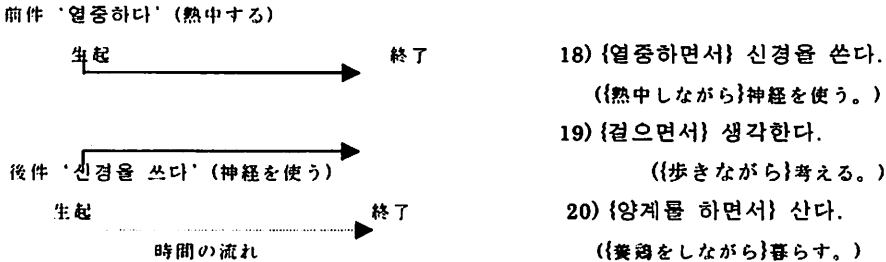 前件 '열중하다' (熱中する)
生起 終了
後件 '신경을 쓰다' (神経を使う)
生起 終了
時間の流れ
18) {열중하면서} 신경을 쓴다.
({熱中しながら}神経を使う。)
19) {걸으면서} 생각한다.
({歩きながら}考える。)
20) {양계를 하면서} 산다.
({養鶏をしながら}暮らす。)